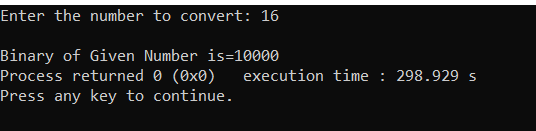 Enter the number to convert: 16
Binary of Given Number is=10000
Process returned 0 (0x0)   execution time : 298.929 s
Press any key to continue.